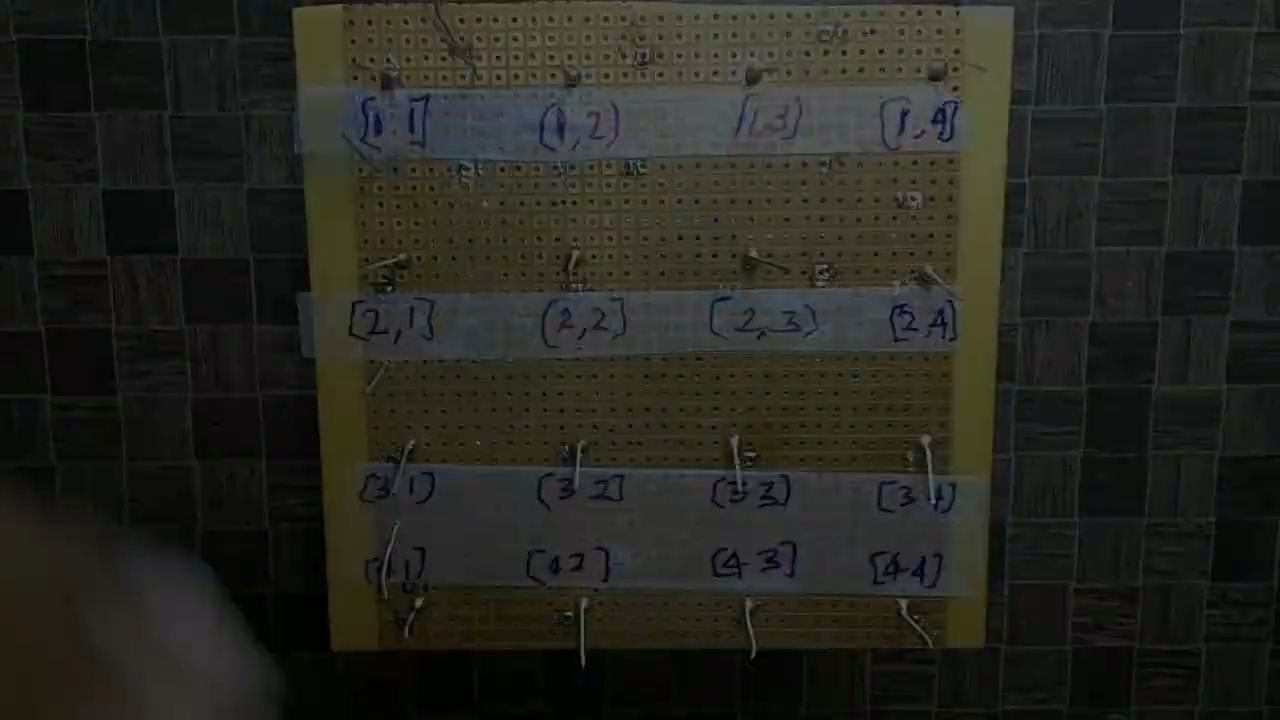 [1.1] (1,2) [1,3] [1,4]
[2,1] (2,2] [2,3) [2,4]
[3.1) (3 2] (3 3) [3 4)
[4 2] [4 3] [4 4]